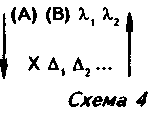 (A) (B) λ₁ λ₂
X Δ₁ Δ₂ ...
Схема 4